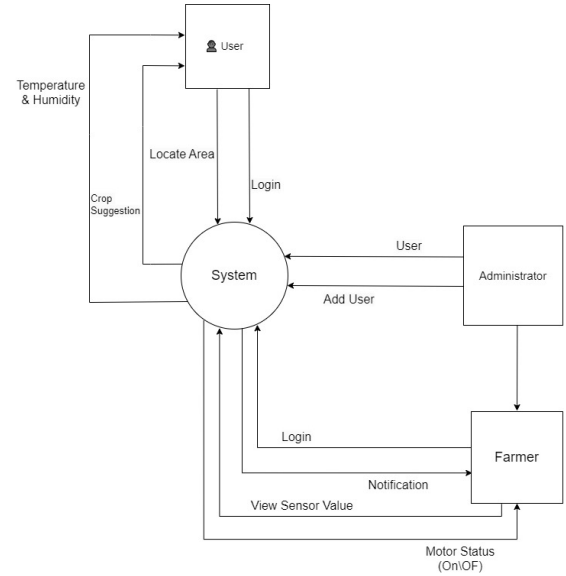 User
Temperature
& Humidity
Locate Area
Login
Crop
Suggestion
User
System
Administrator
Add User
Login
Farmer
Notification
View Sensor Value
Motor Status
(On\OF)